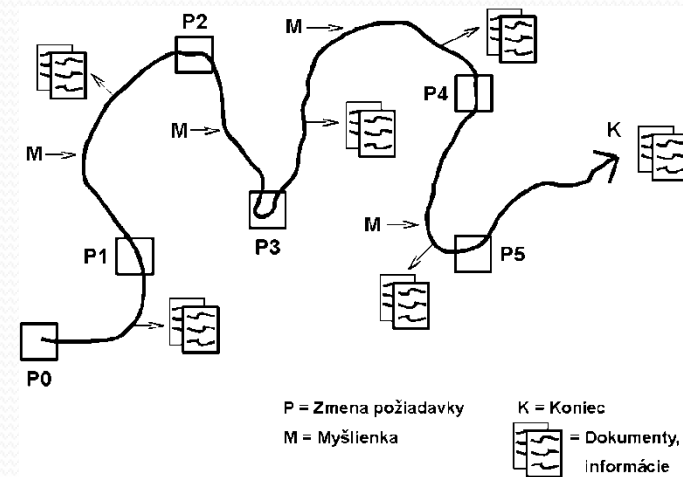 P2
M
P4
K
M
M
P3
M
P1
P5
P0
P = Zmena požiadavky
K = Koniec
M = Myšlienka
= Dokumenty,
informácie